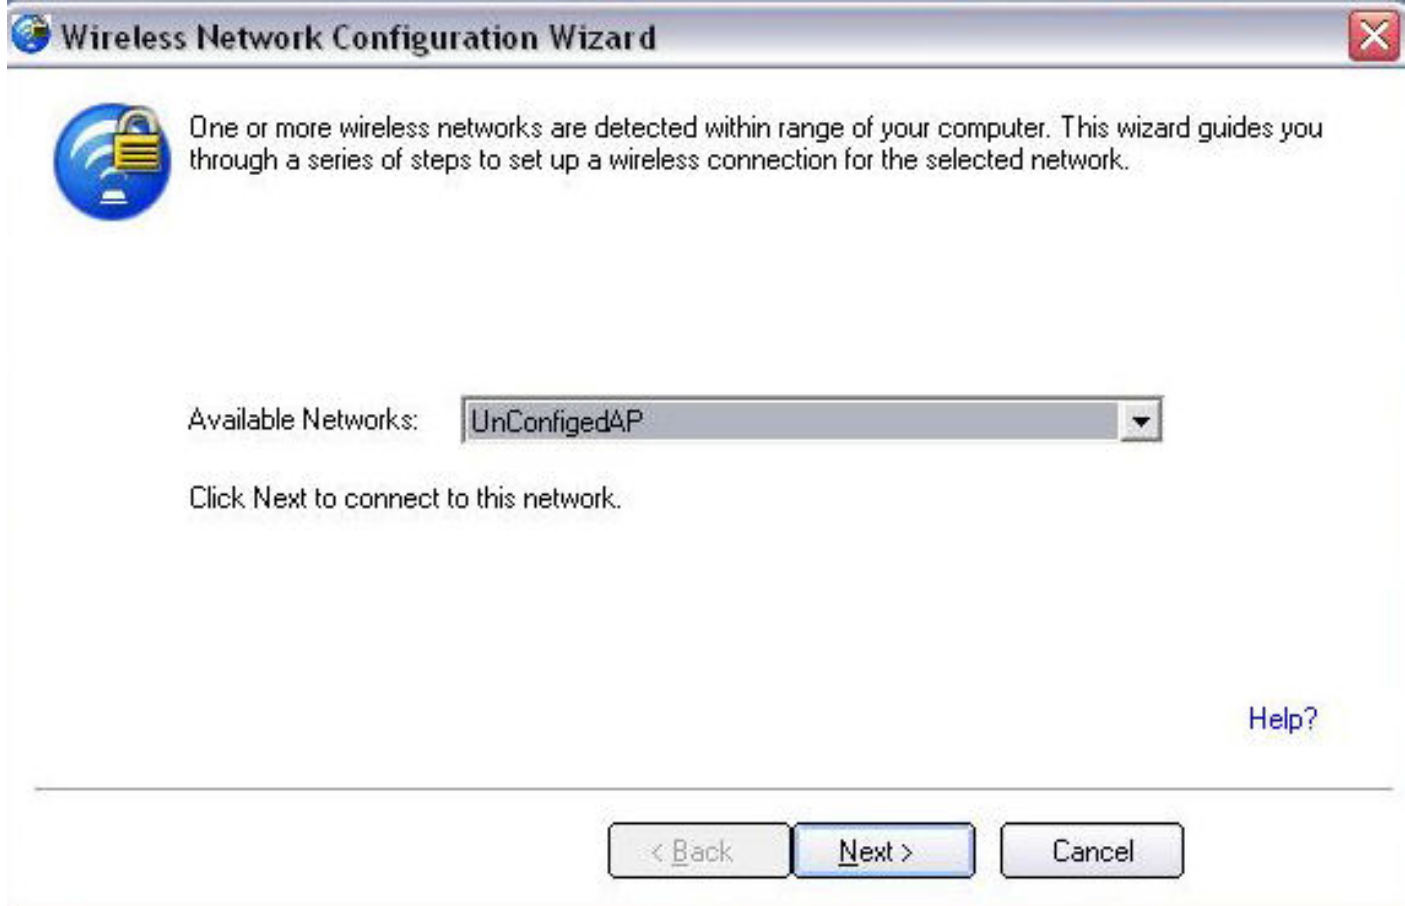 Wireless Network Configuration Wizard
One or more wireless networks are detected within range of your computer. This wizard guides you
through a series of steps to set up a wireless connection for the selected network.
Available Networks: UnConfigedAP
Click Next to connect to this network.
Help?
< Back Next > Cancel